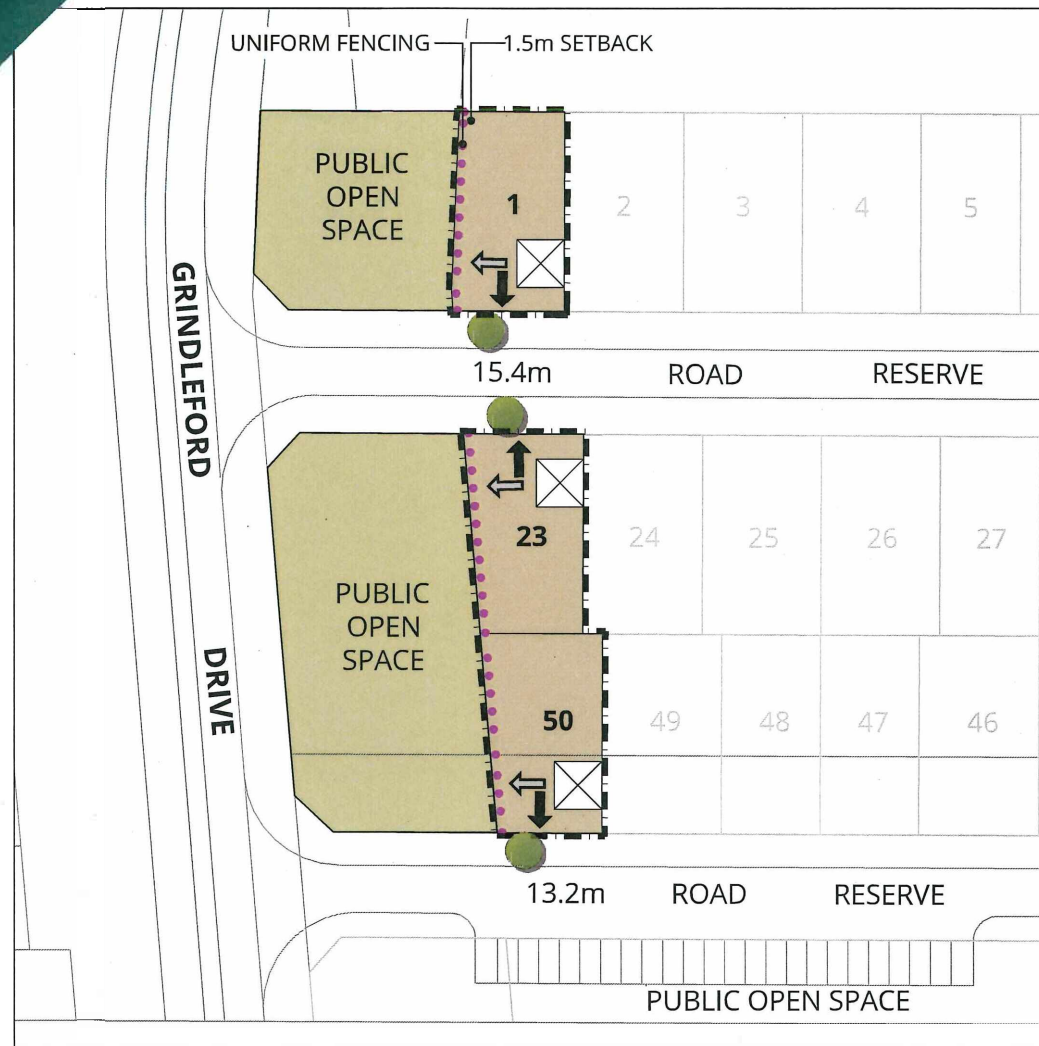 UNIFORM FENCING
1.5m SETBACK
PUBLIC
OPEN
SPACE
1
2
3
4
5
GRINDLEFORD
DRIVE
15.4m ROAD RESERVE
23
24
25
26
27
PUBLIC
OPEN
SPACE
50
49
48
47
46
13.2m ROAD RESERVE
PUBLIC OPEN SPACE